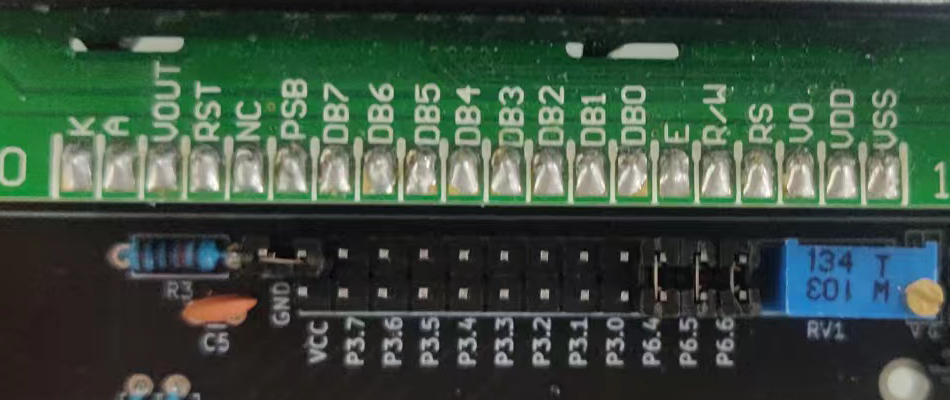 K
A
VOUT
RST
NC
PSB
DB7
DB6
DB5
DB4
DB3
DB2
DB1
DB0
E
R/W
RS
VO
VDD
VSS
0
1
R3
C5
GND
VCC
P3.7
P3.6
P3.5
P3.4
P3.3
P3.2
P3.1
P3.0
P6.4
P6.5
P6.6
134 T
103 M
RV1